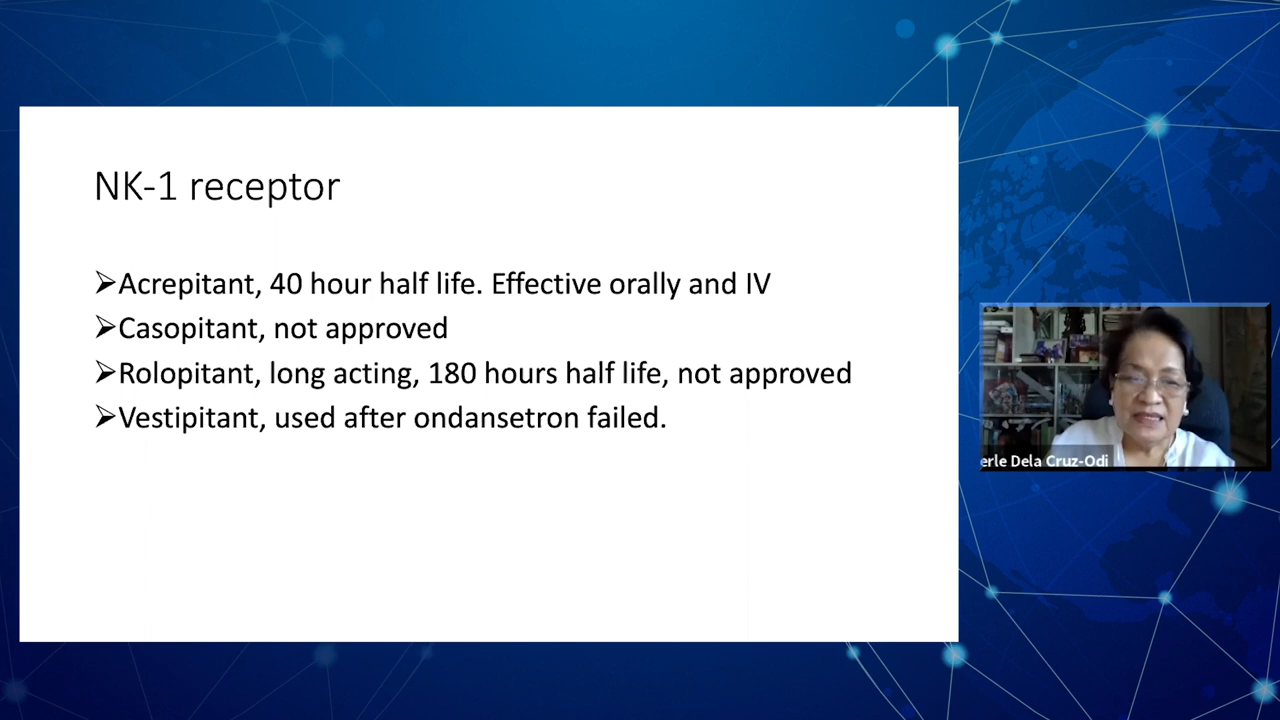 NK-1 receptor
➢Acrepitant, 40 hour half life. Effective orally and IV
➢Casopitant, not approved
➢Rolopitant, long acting, 180 hours half life, not approved
➢Vestipitant, used after ondansetron failed.
erle Dela Cruz-Odi